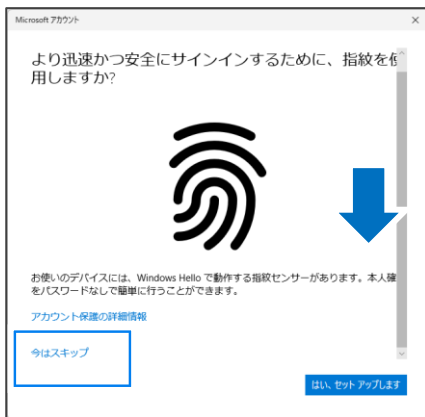 Microsoft アカウント
より迅速かつ安全にサインインするために、指紋を使
用しますか?
お使いのデバイスには、Windows Hello で動作する指紋センサーがあります。本人確
をパスワードなしで簡単に行うことができます。
アカウント保護の詳細情報
今はスキップ
はい、セット アップします